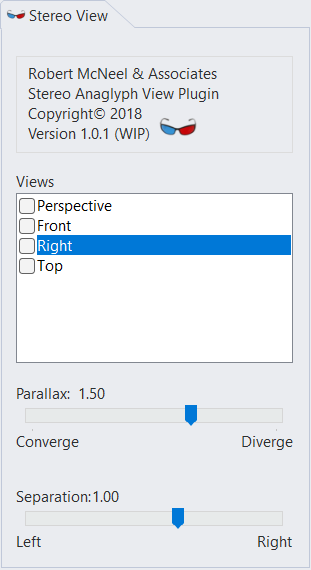 Stereo View
Robert McNeel & Associates
Stereo Anaglyph View Plugin
Copyright© 2018
Version 1.0.1 (WIP)
Views
Perspective
Front
Right
Top
Parallax: 1.50
Converge Diverge
Separation:1.00
Left Right